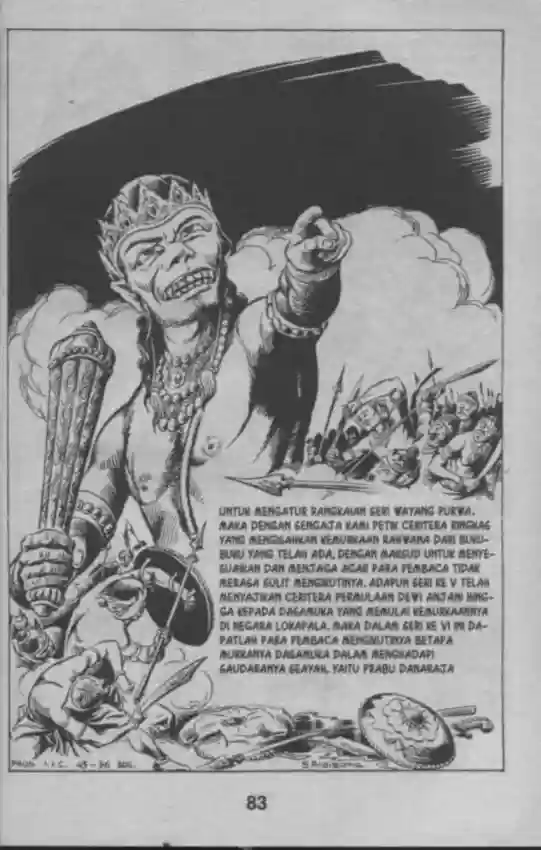 UNTUK MENGATUR RANGKAIAN SERI WAYANG PURWA.
MAKA DENGAN SENGAJA KAMI PETIK CERITERA RINGKAS
YANG MENGISAHKAN KEMURKAAN RAHWANA DARI BUKU-
BUKU YANG TELAH ADA, DENGAN MAKSUD UNTUK MENYE-
SUAIKAN DAN MENJAGA AGAR PARA PEMBACA TIDAK
MERASA SULIT MENGIKUTINYA. ADAPUN SERI KE V TELAH
MENYAJIKAN CERITERA PERMULAAN DEWI ANJANI HING-
GA KEPADA DASAMUKA YANG MEMULAI KEMURKAANNYA
DI NEGARA LOKAPALA. MAKA DALAM SERI KE VI INI DA-
PATLAH PARA PEMBACA MENGIKUTINYA BETAPA
MURKANYA DASAMUKA DALAM MENGHADAPI
SAUDARANYA SEAYAH, YAITU PRABU DANARAJA
83